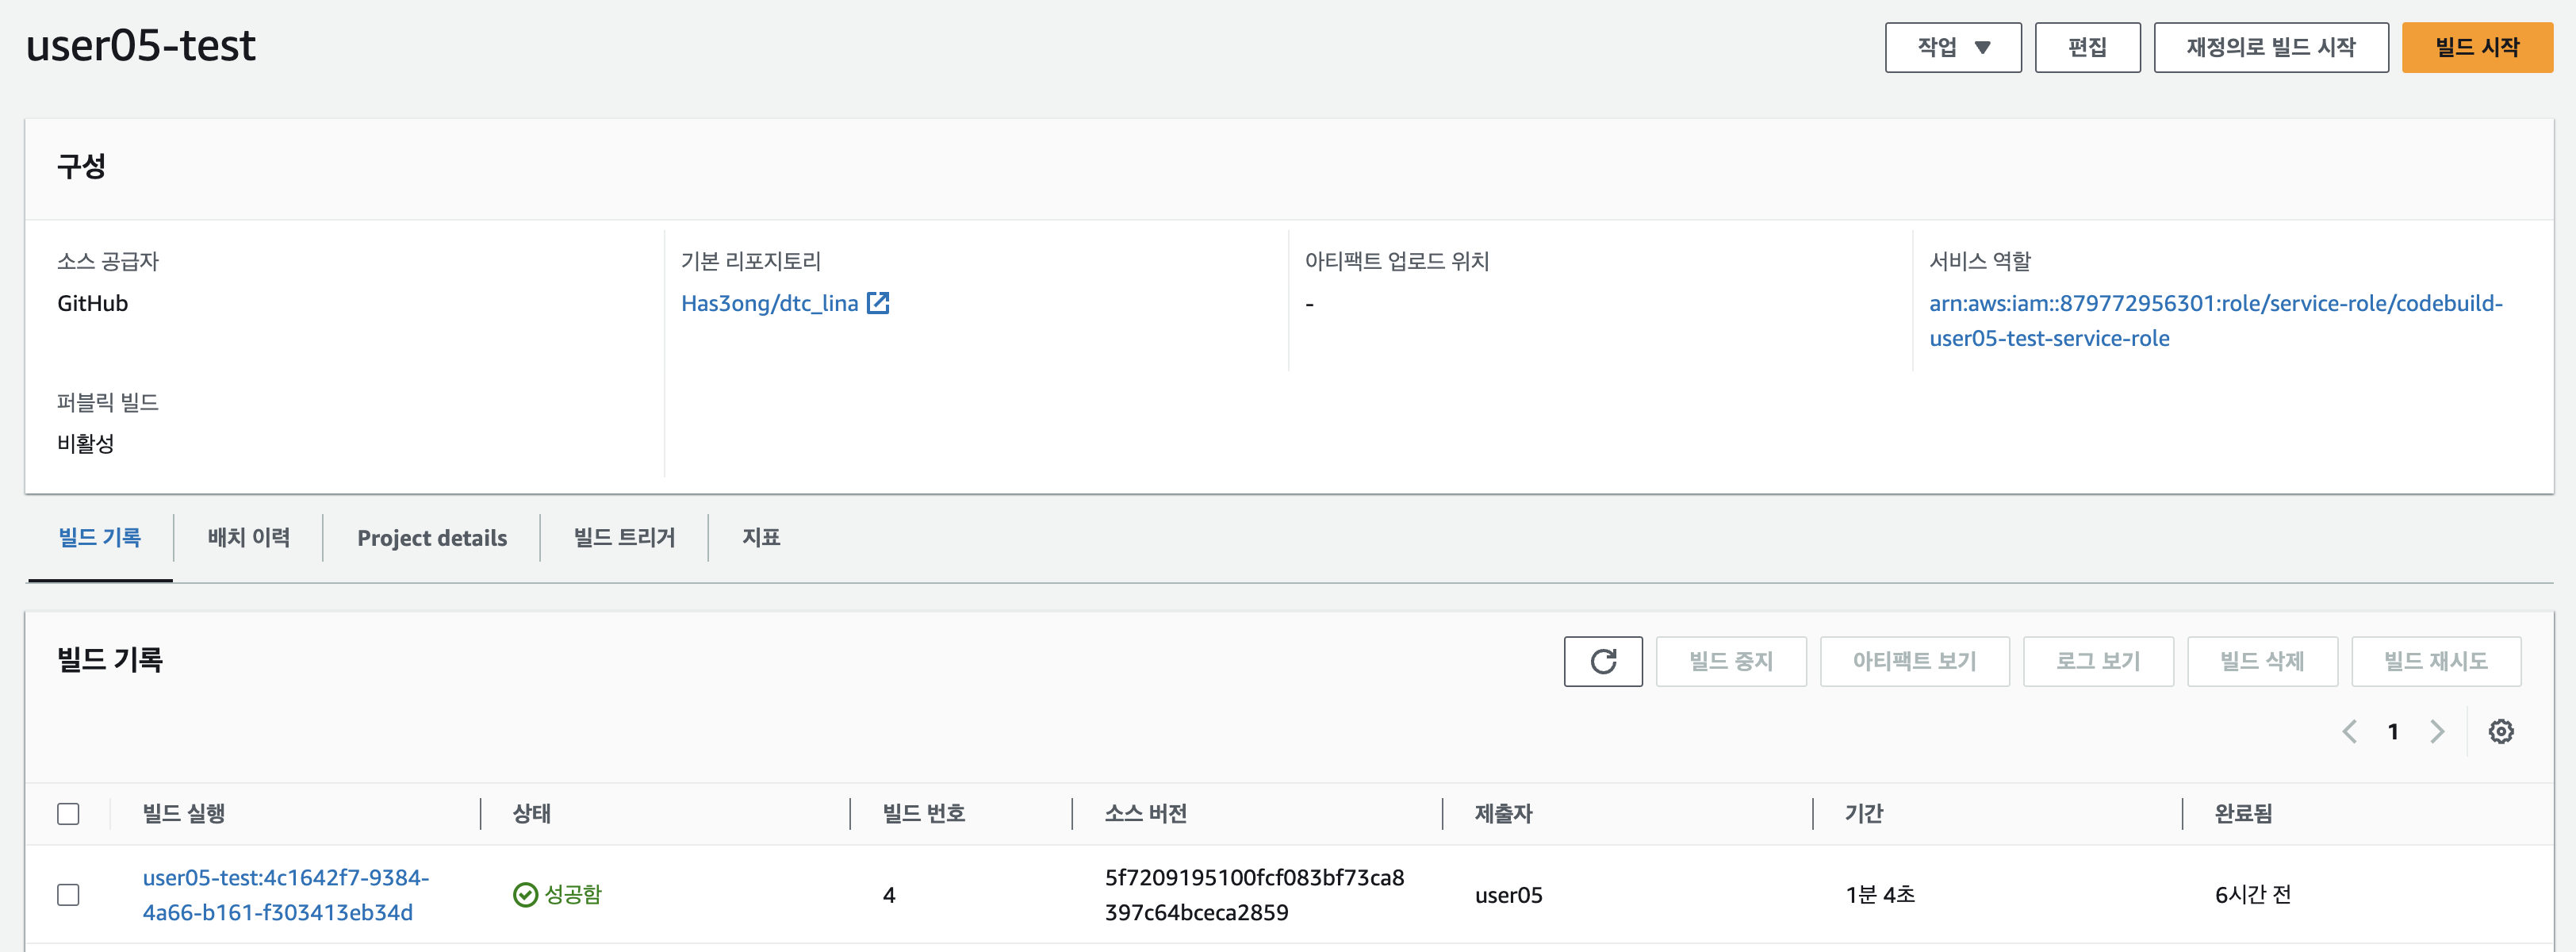 user05-test
작업
편집
재정의로 빌드 시작
빌드 시작
구성
소스 공급자
GitHub
기본 리포지토리
Has3ong/dtc_lina
아티팩트 업로드 위치
-
서비스 역할
arn:aws:iam::879772956301:role/service-role/codebuild-
user05-test-service-role
퍼블릭 빌드
비활성
빌드 기록
배치 이력
Project details
빌드 트리거
지표
빌드 기록
빌드 중지
아티팩트 보기
로그 보기
빌드 삭제
빌드 재시도
1
빌드 실행
상태
빌드 번호
소스 버전
제출자
기간
완료됨
user05-test:4c1642f7-9384-
4a66-b161-f303413eb34d
성공함
4
5f7209195100fcf083bf73ca8
397c64bceca2859
user05
1분 4초
6시간 전